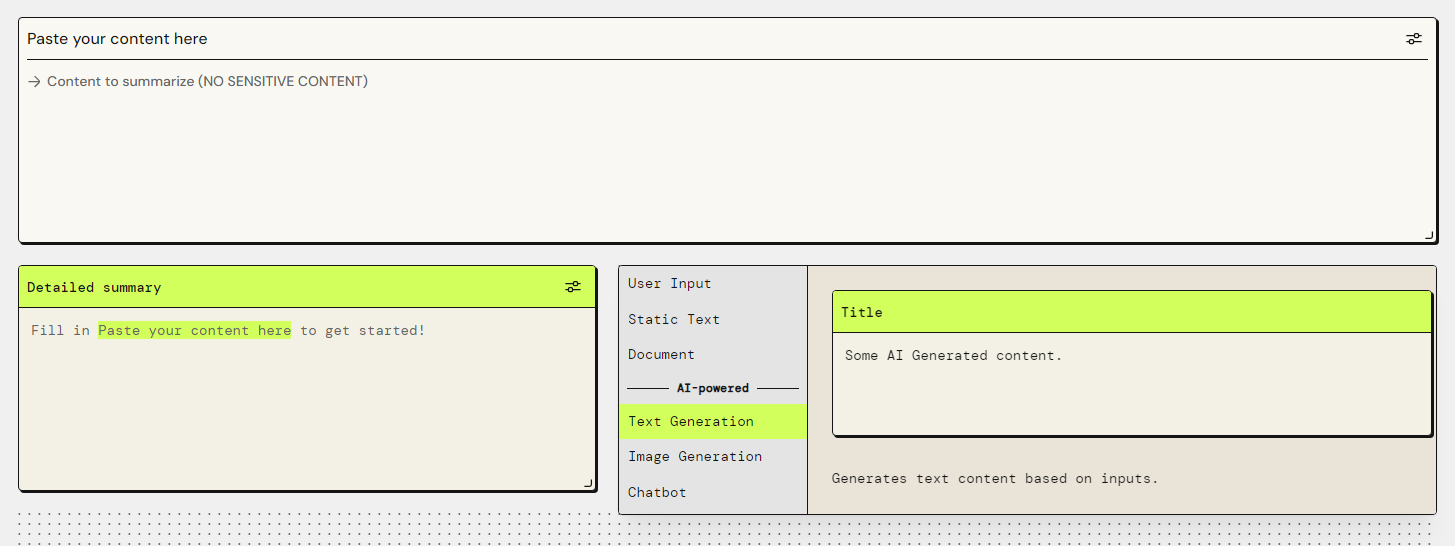 Paste your content here
→ Content to summarize (NO SENSITIVE CONTENT)
Detailed summary
Fill in Paste your content here to get started!
User Input
Static Text
Document
AI-powered
Text Generation
Image Generation
Chatbot
Title
Some AI Generated content.
Generates text content based on inputs.